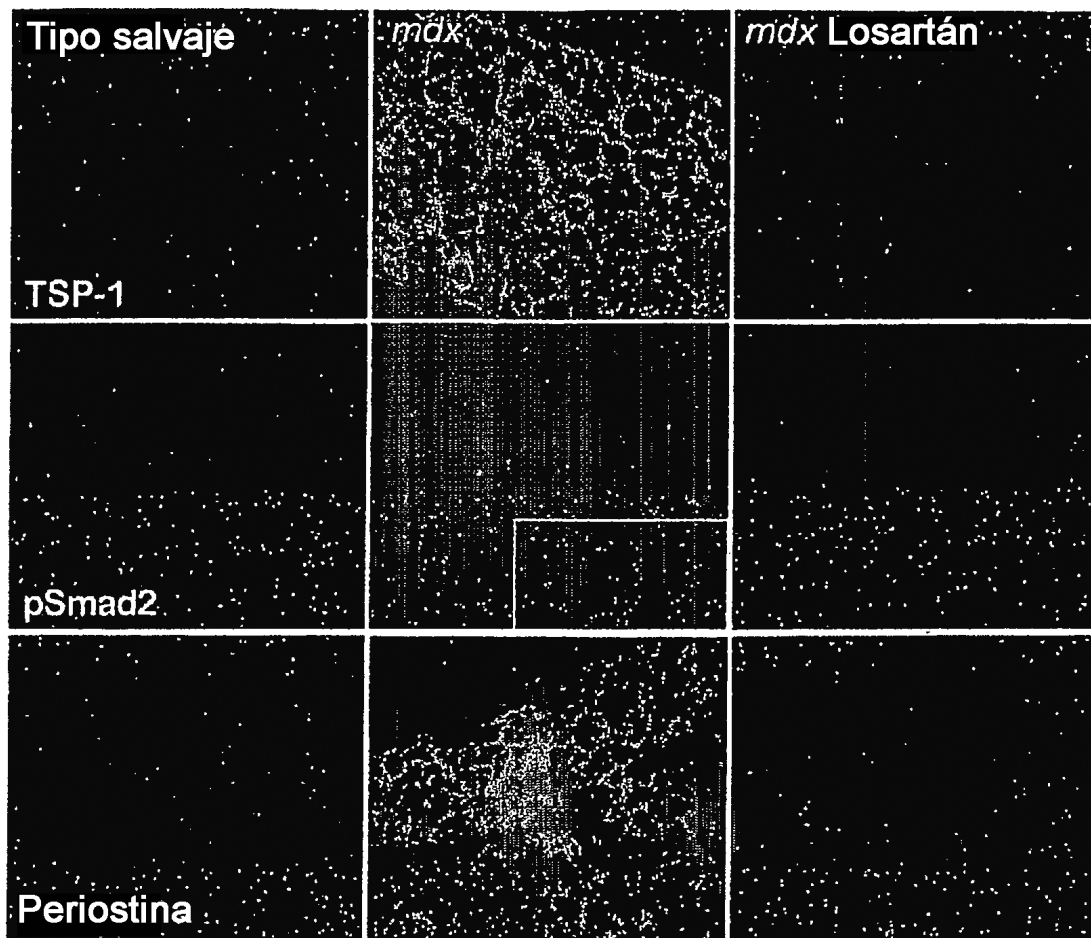 Tipo salvaje
mdx
mdx Losartán
TSP-1
pSmad2
Periostina